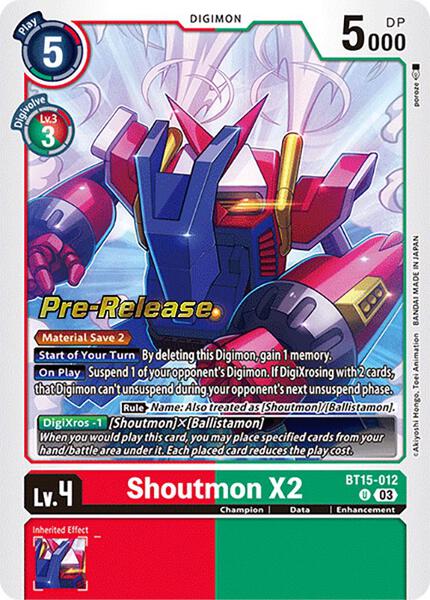 DIGIMON
Play
5
5000
DP
Digivolve
Lv.3
3
poroze
Pre-Release
Material Save 2
Start of Your Turn By deleting this Digimon, gain 1 memory.
On Play Suspend 1 of your opponent's Digimon. If DigiXrosing with 2 cards,
that Digimon can't unsuspend during your opponent's next unsuspend phase.
Rule Name: Also treated as [Shoutmon]/[Ballistamon].
DigiXros -1 [Shoutmon]×[Ballistamon]
When you would play this card, you may place specified cards from your
hand/battle area under it. Each placed card reduces the play cost.
©Akiyoshi Hongo, Toei Animation BANDAI MADE IN JAPAN
Lv.4
Shoutmon X2
BT15-012
U 03
Champion Data Enhancement
Inherited Effect